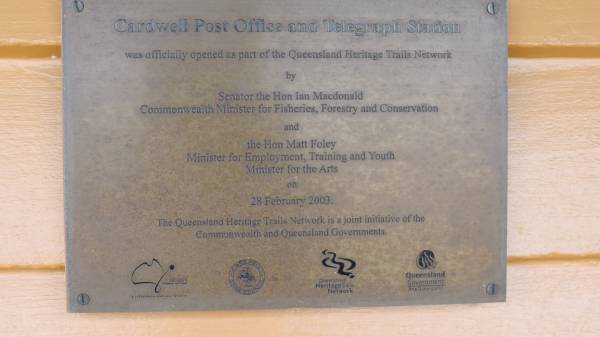 Cardwell Post Office and Telegraph Station
was officially opened as part of the Queensland Heritage Trails Network
by
Senator the Hon Ian Macdonald
Commonwealth Minister for Fisheries, Forestry and Conservation
and
the Hon Matt Foley
Minister for Employment, Training and Youth
Minister for the Arts
on
28 February 2003.
The Queensland Heritage Trails Network is a joint initiative of the
Commonwealth and Queensland Governments.
Queensland
Heritage Trails
Network
Queensland
Government